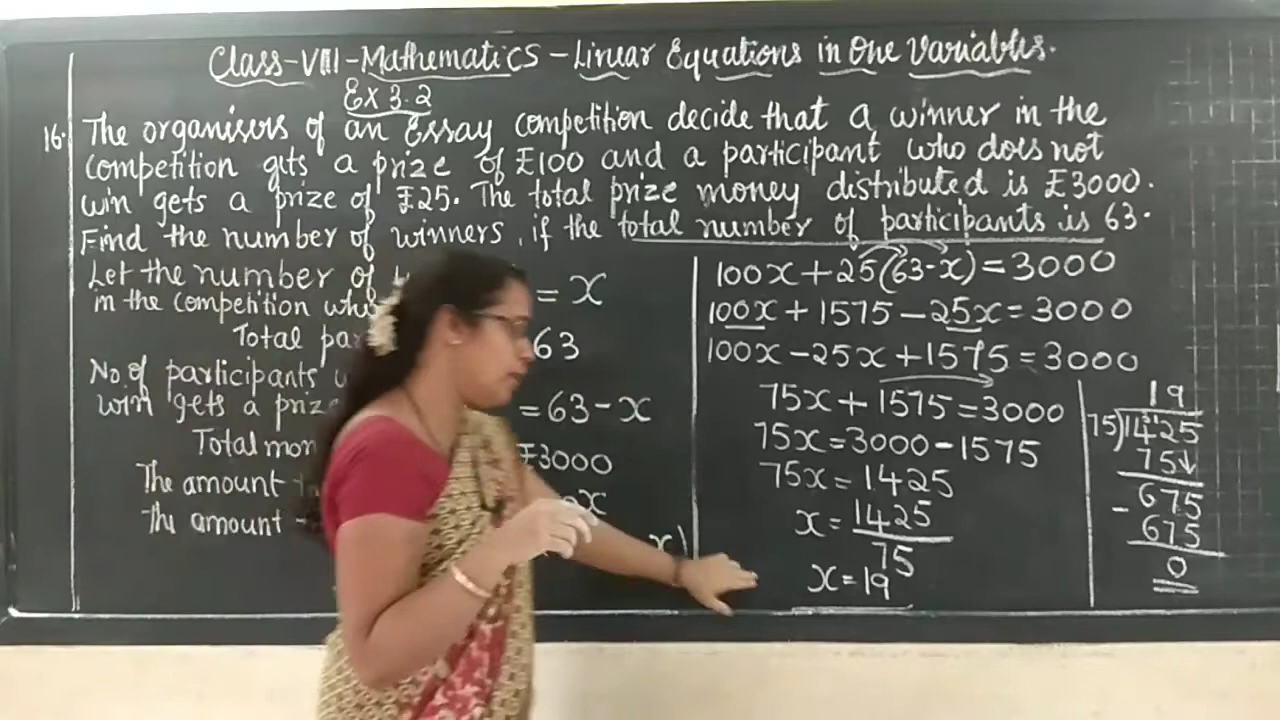 Class-VIII-Mathematics-Linear Equations in One Variables.
EX 3.2
16. The organisers of an Essay competition decide that a winner in the
competition gets a prize of ₹100 and a participant who does not
win gets a prize of ₹25. The total prize money distributed is ₹3000.
Find the number of winners, if the total number of participants is 63.
Let the number of = x
in the competition
Total 63
No. of participants
win gets a prize = 63-x
Total ₹3000
The amount x
The amount x)
100x+25(63-x)=3000
100x+1575-25x=3000
100x-25x+1575=3000
75x+1575=3000
75x=3000-1575
75x=1425
x=1425
75
x=19
19
75)1425
75↓
675
-675
0